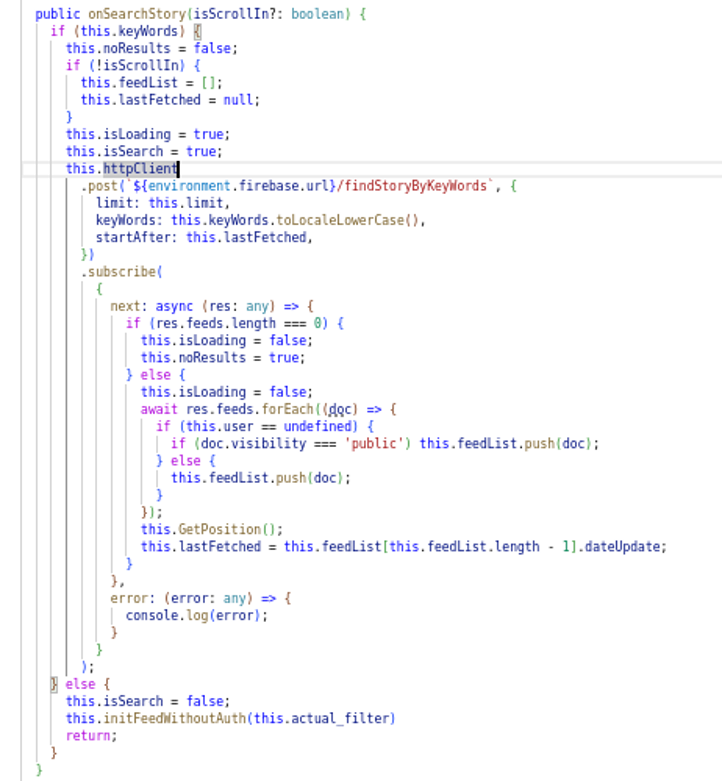 public onSearchStory(isScrollIn?: boolean) {
  if (this.keyWords) {
    this.noResults = false;
    if (!isScrollIn) {
      this.feedList = [];
      this.lastFetched = null;
    }
    this.isLoading = true;
    this.isSearch = true;
    this.httpClient
      .post(`${environment.firebase.url}/findStoryByKeyWords`, {
        limit: this.limit,
        keyWords: this.keyWords.toLocaleLowerCase(),
        startAfter: this.lastFetched,
      })
      .subscribe(
        {
          next: async (res: any) => {
            if (res.feeds.length === 0) {
              this.isLoading = false;
              this.noResults = true;
            } else {
              this.isLoading = false;
              await res.feeds.forEach((doc) => {
                if (this.user == undefined) {
                  if (doc.visibility === 'public') this.feedList.push(doc);
                } else {
                  this.feedList.push(doc);
                }
              });
              this.GetPosition();
              this.lastFetched = this.feedList[this.feedList.length - 1].dateUpdate;
            }
          },
          error: (error: any) => {
            console.log(error);
          }
        }
      );
  } else {
    this.isSearch = false;
    this.initFeedWithoutAuth(this.actual_filter)
    return;
  }
}